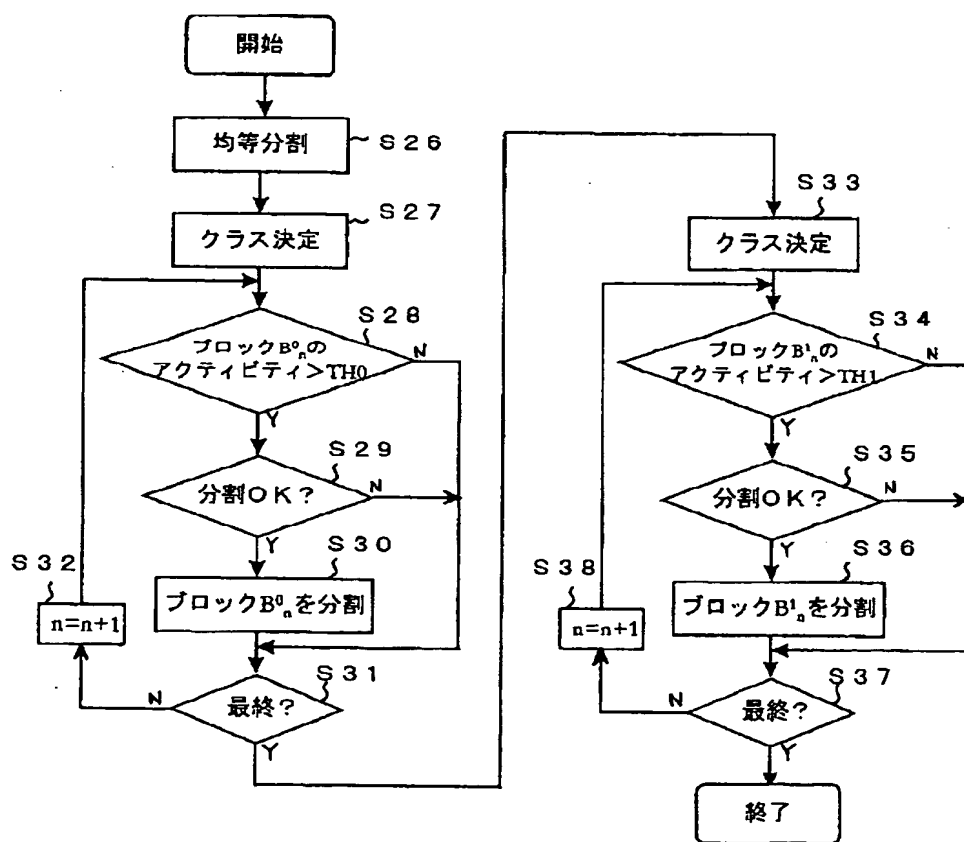 開始
均等分割
S26
クラス決定
S27
ブロックB⁰ₙの
アクティビティ>TH0
S28
N
Y
分割OK?
S29
N
Y
ブロックB⁰ₙを分割
S30
最終?
S31
N
Y
n=n+1
S32
クラス決定
S33
ブロックB¹ₙの
アクティビティ>TH1
S34
N
Y
分割OK?
S35
N
Y
ブロックB¹ₙを分割
S36
最終?
S37
N
Y
n=n+1
S38
終了